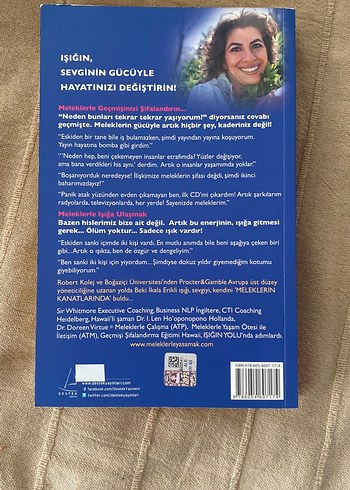 IŞIĞIN,
SEVGİNİN GÜCÜYLE
HAYATINIZI DEĞİŞTİRİN!
Meleklerle Geçmişinizi Şifalandırın...
"Neden bunları tekrar tekrar yaşıyorum!" diyorsanız cevabı
geçmişte. Meleklerin gücüyle artık hiçbir şey, kaderiniz değil!
"Eskiden bir tane bile iş bulamazken, şimdi yayından yayına koşuyorum.
Yayın hayatına bomba gibi girdim."
"Neden hep, beni çekemeyen insanlar etrafımda! Yüzler değişiyor,
ama bana verdikleri his aynı.' derdim. Artık o insanlar yaşamımda yoklar."
"Boşanıyorduk neredeyse! İlişkimize meleklerin şifası değdi, şimdi ikinci
baharımızdayız!"
"Panik atak yüzünden evden çıkamayan ben, ilk CD'mi çıkardım! Artık şarkılarım
radyolarda, televizyonlarda, her yerde! Sayenizde meleklerim."
Meleklerle Işığa Ulaşmak
Bazen hislerimiz bize ait değil. Artık bu enerjinin, ışığa gitmesi
gerek... Ölüm yoktur... Sadece ışık vardır!
"Eskiden sanki içimde iki kişi vardı. En mutlu anımda bile beni aşağıya çeken biri
gibi...Artık o ışıkta, ben de özgür ve dengeliyim."
"Ben sanki iki kişi için yiyordum... Şimdiyse dokuz yıldır giyemediğim kotumu
giyebiliyorum."
Robert Kolej ve Boğaziçi Üniversitesi'nden Procter&Gamble Avrupa üst düzey
yöneticiliğine uzanan yolda Beki İkala Erikli ışığı, sevgiyi, kendini 'MELEKLERİN
KANATLARINDA' buldu...
Sir Whitmore Executive Coaching, Business NLP İngiltere, CTI Coaching
Heidelberg, Hawaii'li şaman Dr. I. Len Ho'oponopono Hollanda,
Dr. Doreen Virtue = Meleklerle Çalışma (ATP), Meleklerle Yaşam Ötesi ile
İletişim (ATM), Geçmişi Şifalandırma Eğitimi Hawaii, IŞIĞIN YOLU'nda adımlardı.
www.meleklerleyasamak.com
ISBN 978-605-4607-17-4
DESTEK
www.destekyayinlari.com
facebook.com/DestekYayinevi
twitter.com/destekyayinlari
9 786054 607174